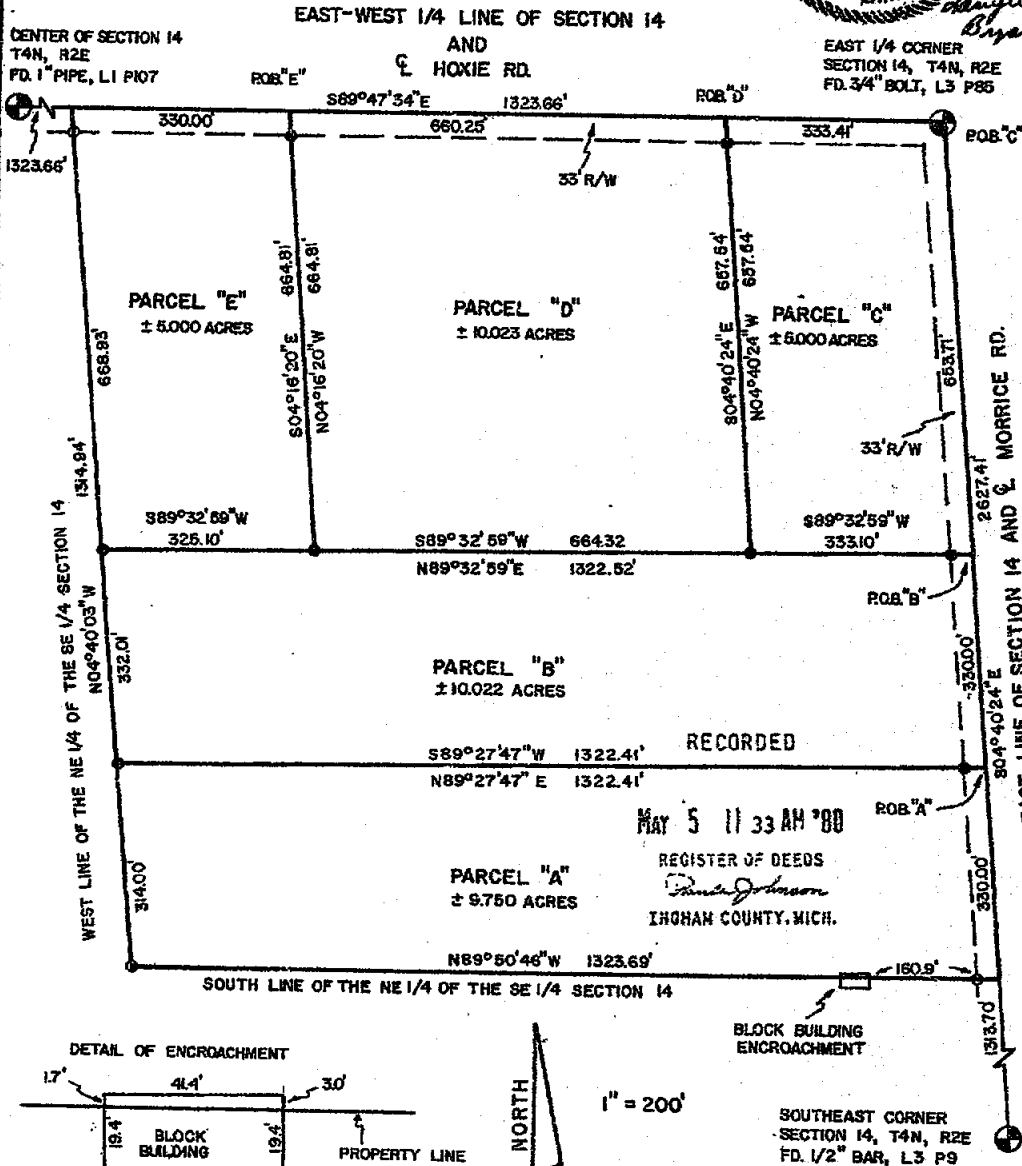 EAST-WEST 1/4 LINE OF SECTION 14
AND
℄ HOXIE RD.
CENTER OF SECTION 14
T4N, R2E
FD. 1" PIPE, L1 P107
EAST 1/4 CORNER
SECTION 14, T4N, R2E
FD. 3/4" BOLT, L3 P85
P.O.B. "E"
P.O.B. "D"
P.O.B. "C"
S89°47'34"E 1323.66'
330.00'
660.25'
333.41'
1323.66'
33' R/W
664.81'
664.81'
S04°16'20"E
N04°16'20"W
657.54'
657.54'
S04°40'24"E
N04°40'24"W
PARCEL "E"
± 5.000 ACRES
PARCEL "D"
± 10.023 ACRES
PARCEL "C"
± 5.000 ACRES
668.93'
653.71'
33' R/W
1314.94'
2627.41'
S89°32'59"W
325.10'
S89°32'59"W 664.32
N89°32'59"E 1322.52'
S89°32'59"W
333.10'
P.O.B. "B"
WEST LINE OF THE NE 1/4 OF THE SE 1/4 SECTION 14
N04°40'03"W
EAST LINE OF SECTION 14 AND ℄ MORRICE RD.
S04°40'24"E
332.01'
330.00'
PARCEL "B"
± 10.022 ACRES
S89°27'47"W 1322.41'
N89°27'47"E 1322.41'
RECORDED
MAY 5 11 33 AM '80
REGISTER OF DEEDS
Johnson
INGHAM COUNTY, MICH.
P.O.B. "A"
PARCEL "A"
± 9.750 ACRES
314.00'
330.00'
N89°50'46"W 1323.69'
160.9'
SOUTH LINE OF THE NE 1/4 OF THE SE 1/4 SECTION 14
BLOCK BUILDING
ENCROACHMENT
1313.70'
DETAIL OF ENCROACHMENT
1.7'
41.4'
3.0'
19.4'
BLOCK
BUILDING
19.4'
PROPERTY LINE
NORTH
1" = 200'
SOUTHEAST CORNER
SECTION 14, T4N, R2E
FD. 1/2" BAR, L3 P9